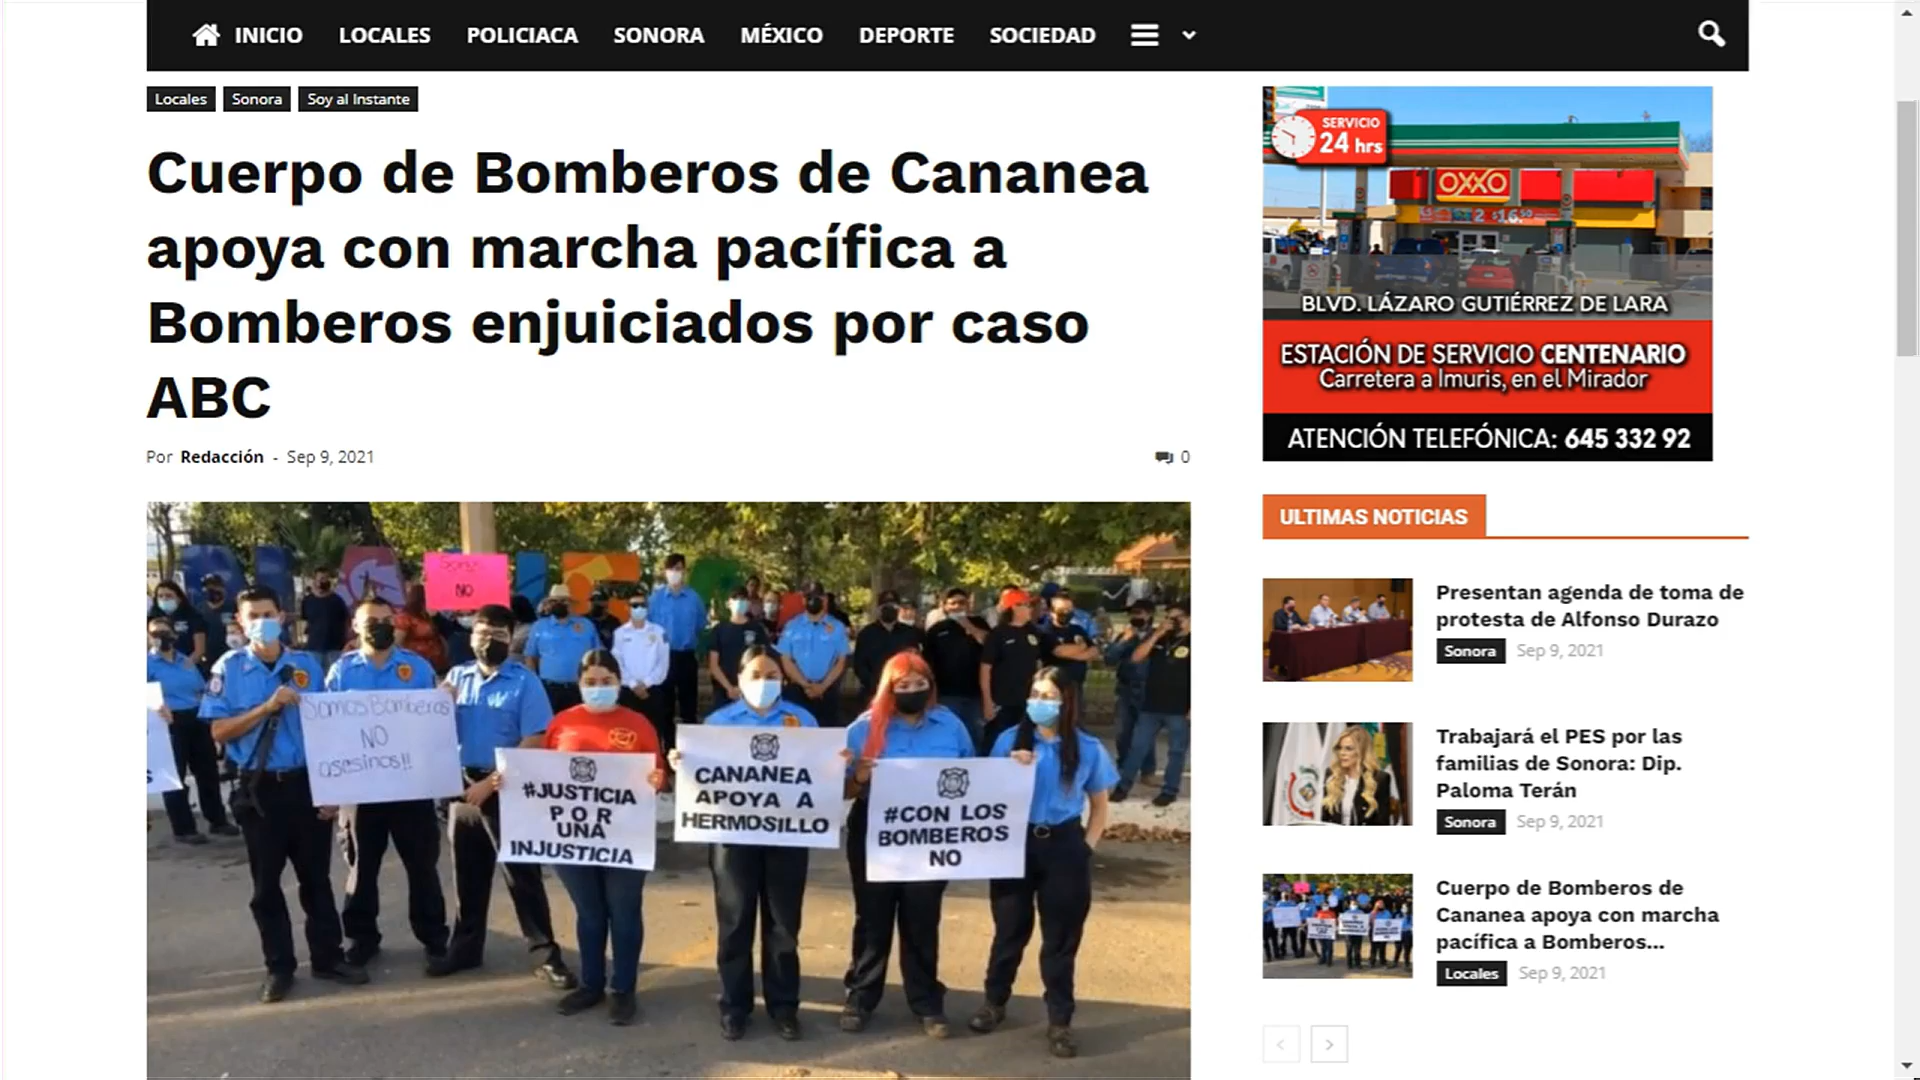 INICIO LOCALES POLICIACA SONORA MÉXICO DEPORTE SOCIEDAD
Locales Sonora Soy al Instante
Cuerpo de Bomberos de Cananea
apoya con marcha pacífica a
Bomberos enjuiciados por caso
ABC
Por Redacción - Sep 9, 2021
0
NO
Somos Bomberos
NO
asesinos!!
#JUSTICIA
POR
UNA
INJUSTICIA
CANANEA
APOYA A
HERMOSILLO
#CON LOS
BOMBEROS
NO
SERVICIO
24 hrs
OXXO
BLVD. LÁZARO GUTIÉRREZ DE LARA
ESTACIÓN DE SERVICIO CENTENARIO
Carretera a Imuris, en el Mirador
ATENCIÓN TELEFÓNICA: 645 332 92
ULTIMAS NOTICIAS
Presentan agenda de toma de
protesta de Alfonso Durazo
Sonora Sep 9, 2021
Trabajará el PES por las
familias de Sonora: Dip.
Paloma Terán
Sonora Sep 9, 2021
Cuerpo de Bomberos de
Cananea apoya con marcha
pacífica a Bomberos...
Locales Sep 9, 2021